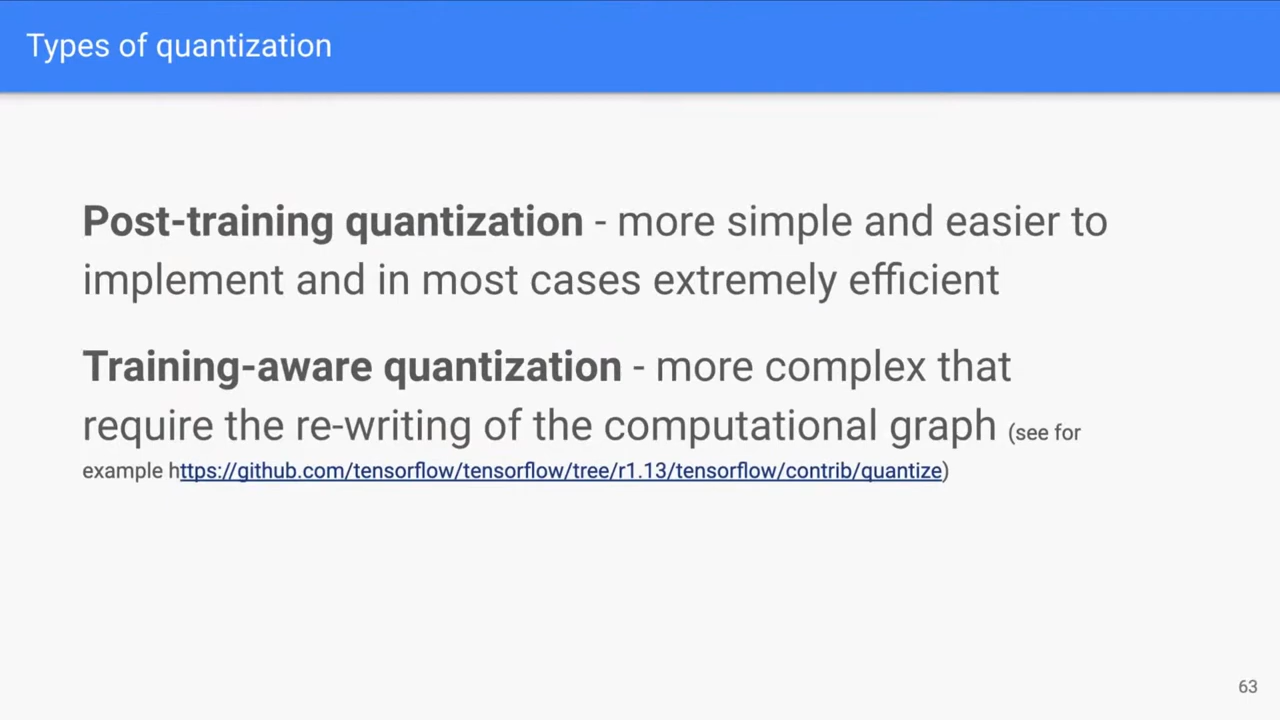 Types of quantization
Post-training quantization - more simple and easier to
implement and in most cases extremely efficient
Training-aware quantization - more complex that
require the re-writing of the computational graph (see for
example https://github.com/tensorflow/tensorflow/tree/r1.13/tensorflow/contrib/quantize)
63